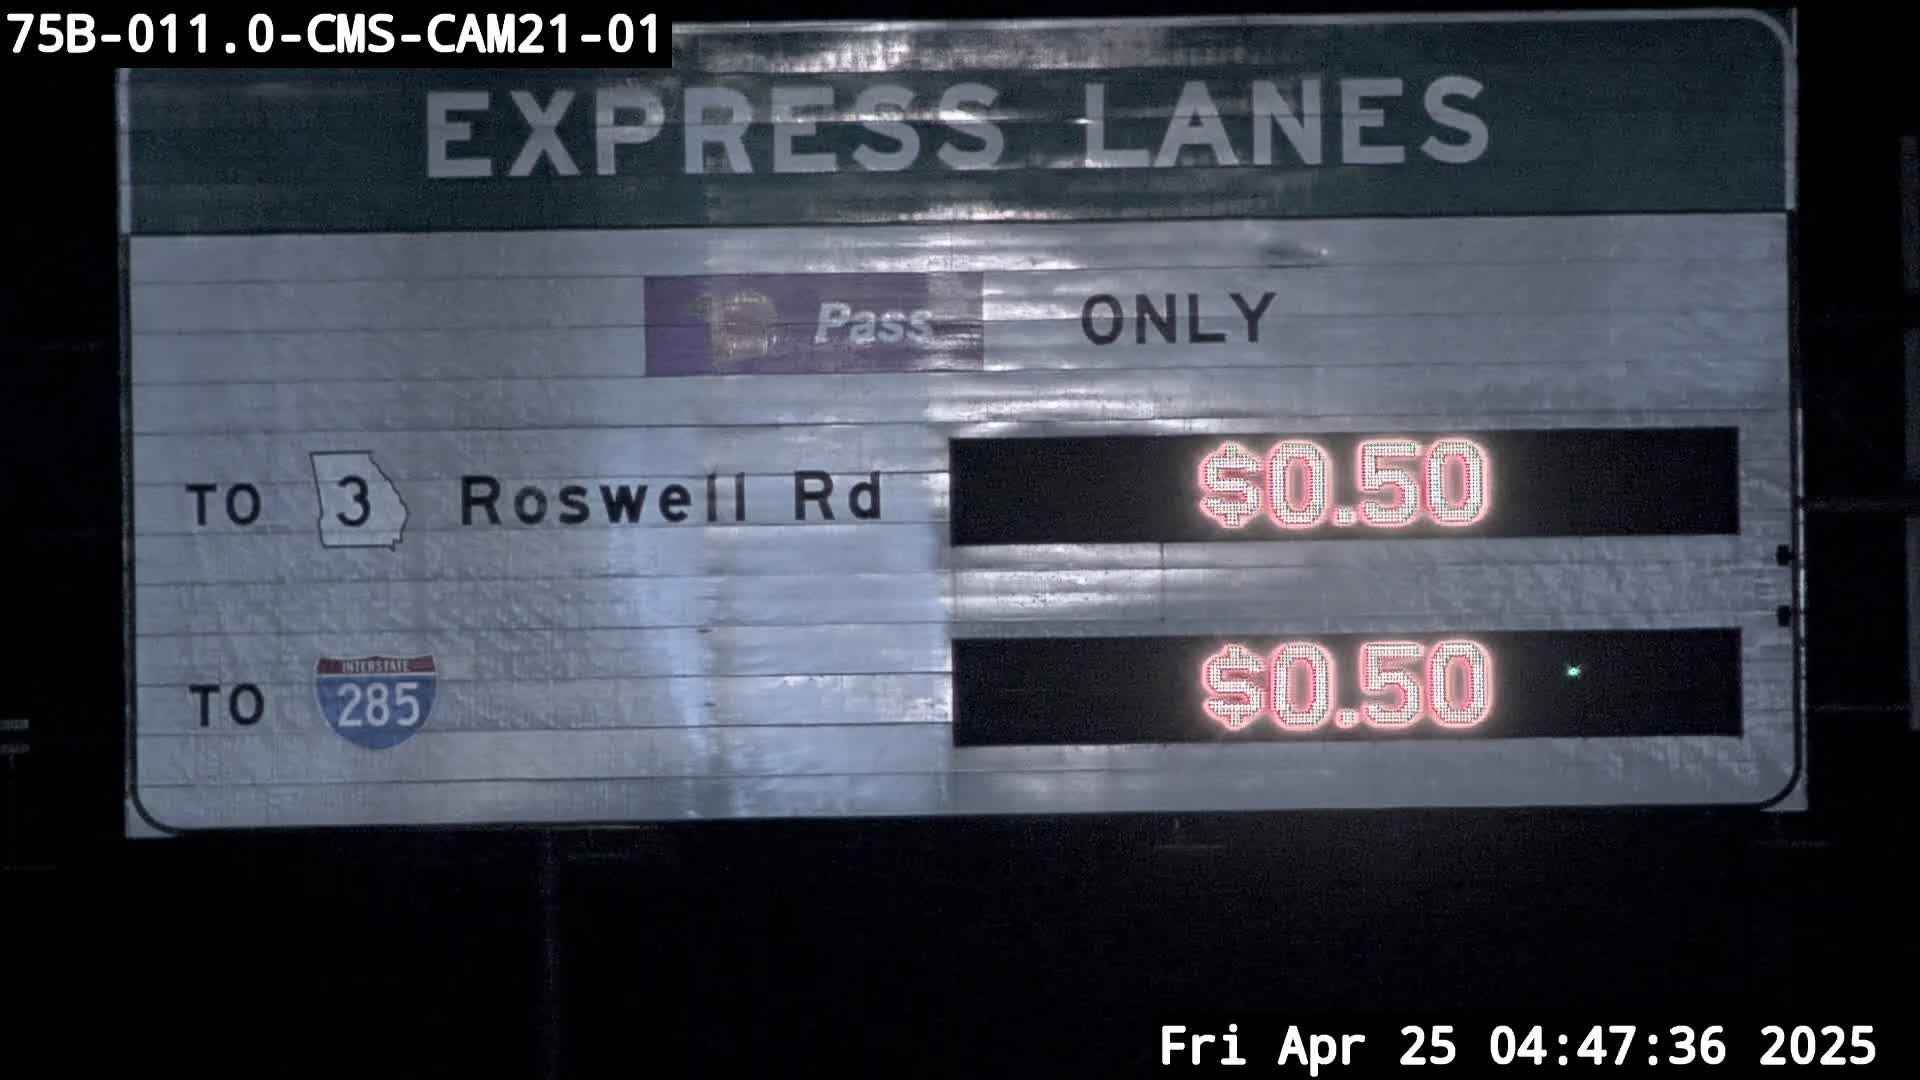 75B-011.0-CMS-CAM21-01
EXPRESS LANES
Pass ONLY
TO 3 Roswell Rd $0.50
INTERSTATE
TO 285 $0.50
Fri Apr 25 04:47:36 2025